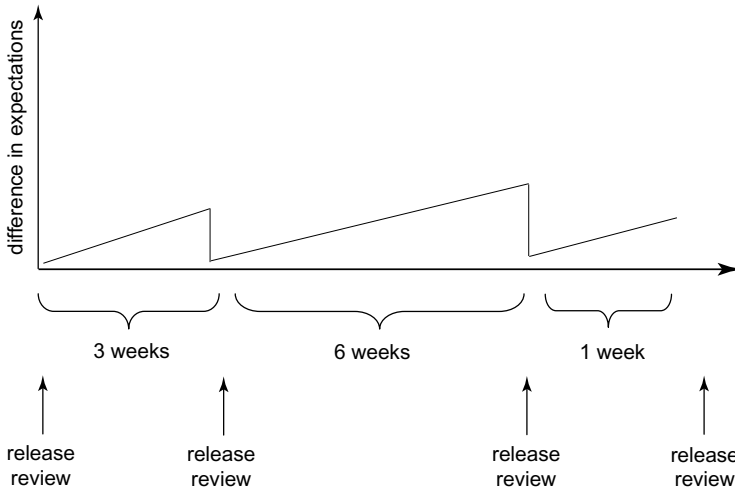 difference in expectations
3 weeks
6 weeks
1 week
release
review
release
review
release
review
release
review